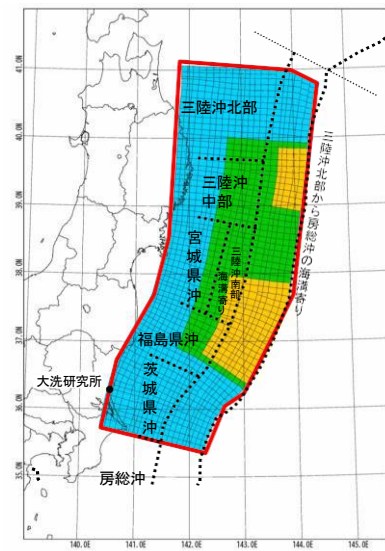 41.0N
40.0N
39.0N
38.0N
37.0N
36.0N
35.0N
三陸沖北部
三陸沖
中部
三陸沖北部から房総沖の海溝寄り
宮城県沖
三陸沖南部
海溝寄り
福島県沖
茨城県沖
大洗研究所
房総沖
140.0E
141.0E
142.0E
143.0E
144.0E
145.0E